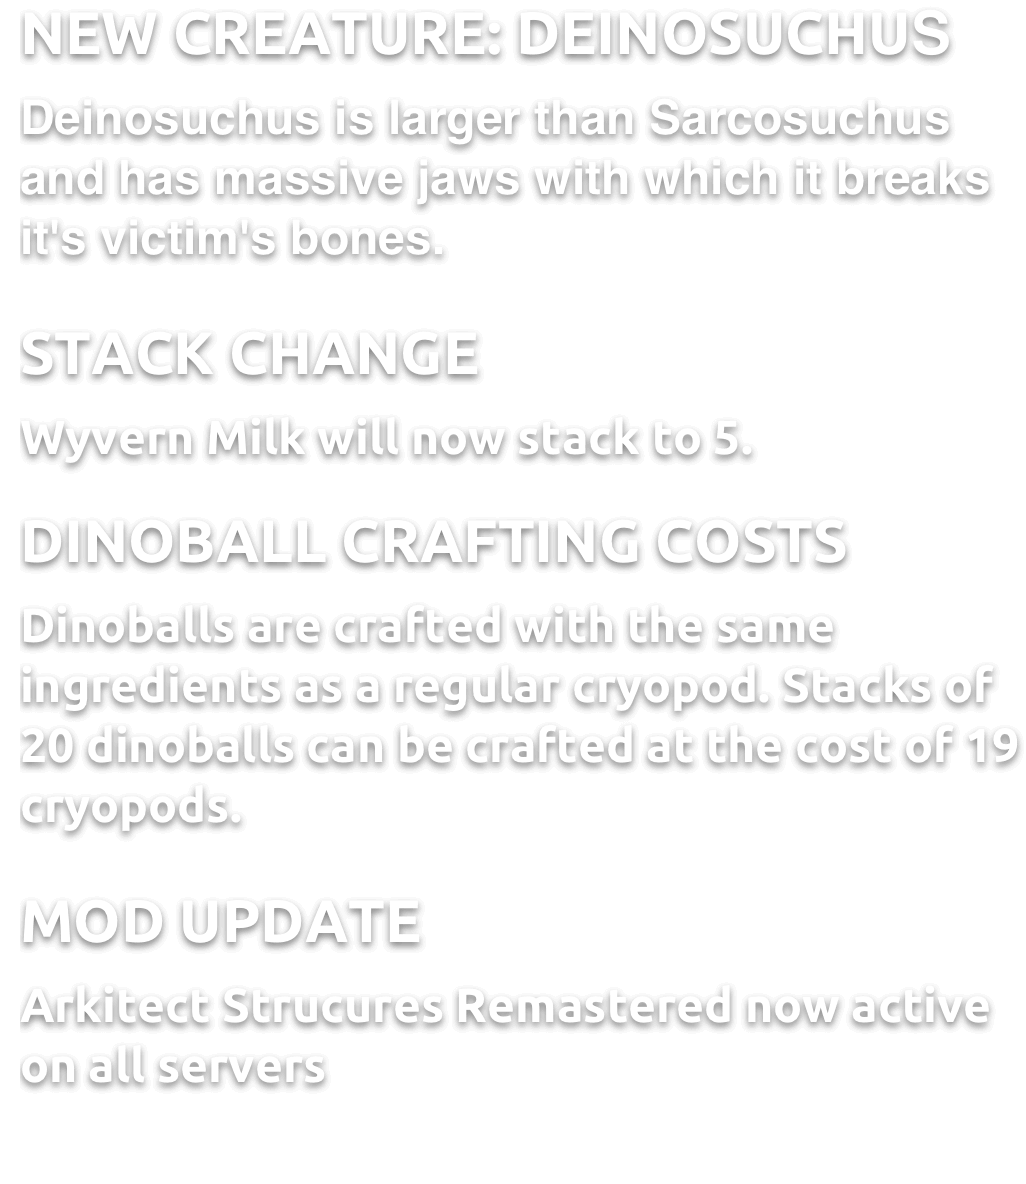 NEW CREATURE: DEINOSUCHUS
Deinosuchus is larger than Sarcosuchus
and has massive jaws with which it breaks
it's victim's bones.
STACK CHANGE
Wyvern Milk will now stack to 5.
DINOBALL CRAFTING COSTS
Dinoballs are crafted with the same
ingredients as a regular cryopod. Stacks of
20 dinoballs can be crafted at the cost of 19
cryopods.
MOD UPDATE
Arkitect Strucures Remastered now active
on all servers